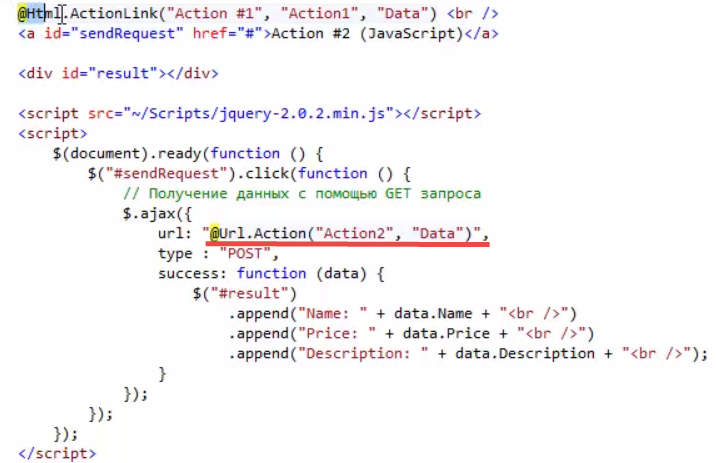 @Html.ActionLink("Action #1", "Action1", "Data") <br />
<a id="sendRequest" href="#">Action #2 (JavaScript)</a>
<div id="result"></div>
<script src="~/Scripts/jquery-2.0.2.min.js"></script>
<script>
$(document).ready(function () {
$("#sendRequest").click(function () {
// Получение данных с помощью GET запроса
$.ajax({
url: "@Url.Action("Action2", "Data")",
type : "POST",
success: function (data) {
$("#result")
.append("Name: " + data.Name + "<br />")
.append("Price: " + data.Price + "<br />")
.append("Description: " + data.Description + "<br />");
}
});
});
});
</script>